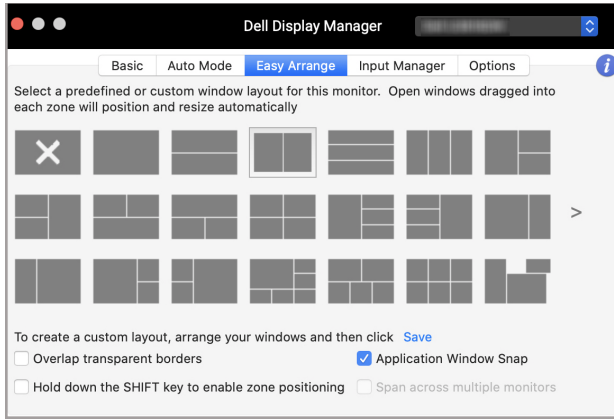 Dell Display Manager
Basic Auto Mode Easy Arrange Input Manager Options i
Select a predefined or custom window layout for this monitor. Open windows dragged into
each zone will position and resize automatically
>
To create a custom layout, arrange your windows and then click Save
Overlap transparent borders Application Window Snap
Hold down the SHIFT key to enable zone positioning Span across multiple monitors